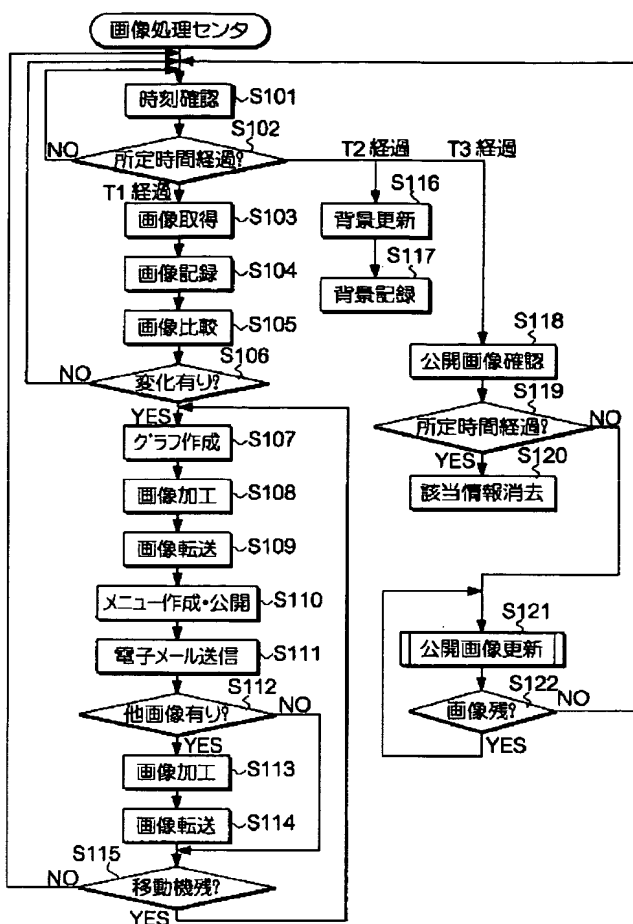 画像処理センタ
時刻確認
S101
S102
所定時間経過?
NO
T1 経過
T2 経過
T3 経過
画像取得
S103
画像記録
S104
画像比較
S105
S106
変化有り?
NO
YES
グラフ作成
S107
画像加工
S108
画像転送
S109
メニュー作成・公開
S110
電子メール送信
S111
S112
他画像有り?
NO
YES
画像加工
S113
画像転送
S114
S115
移動機残?
NO
YES
S116
背景更新
S117
背景記録
S118
公開画像確認
S119
所定時間経過?
NO
YES
S120
該当情報消去
S121
公開画像更新
S122
画像残?
NO
YES